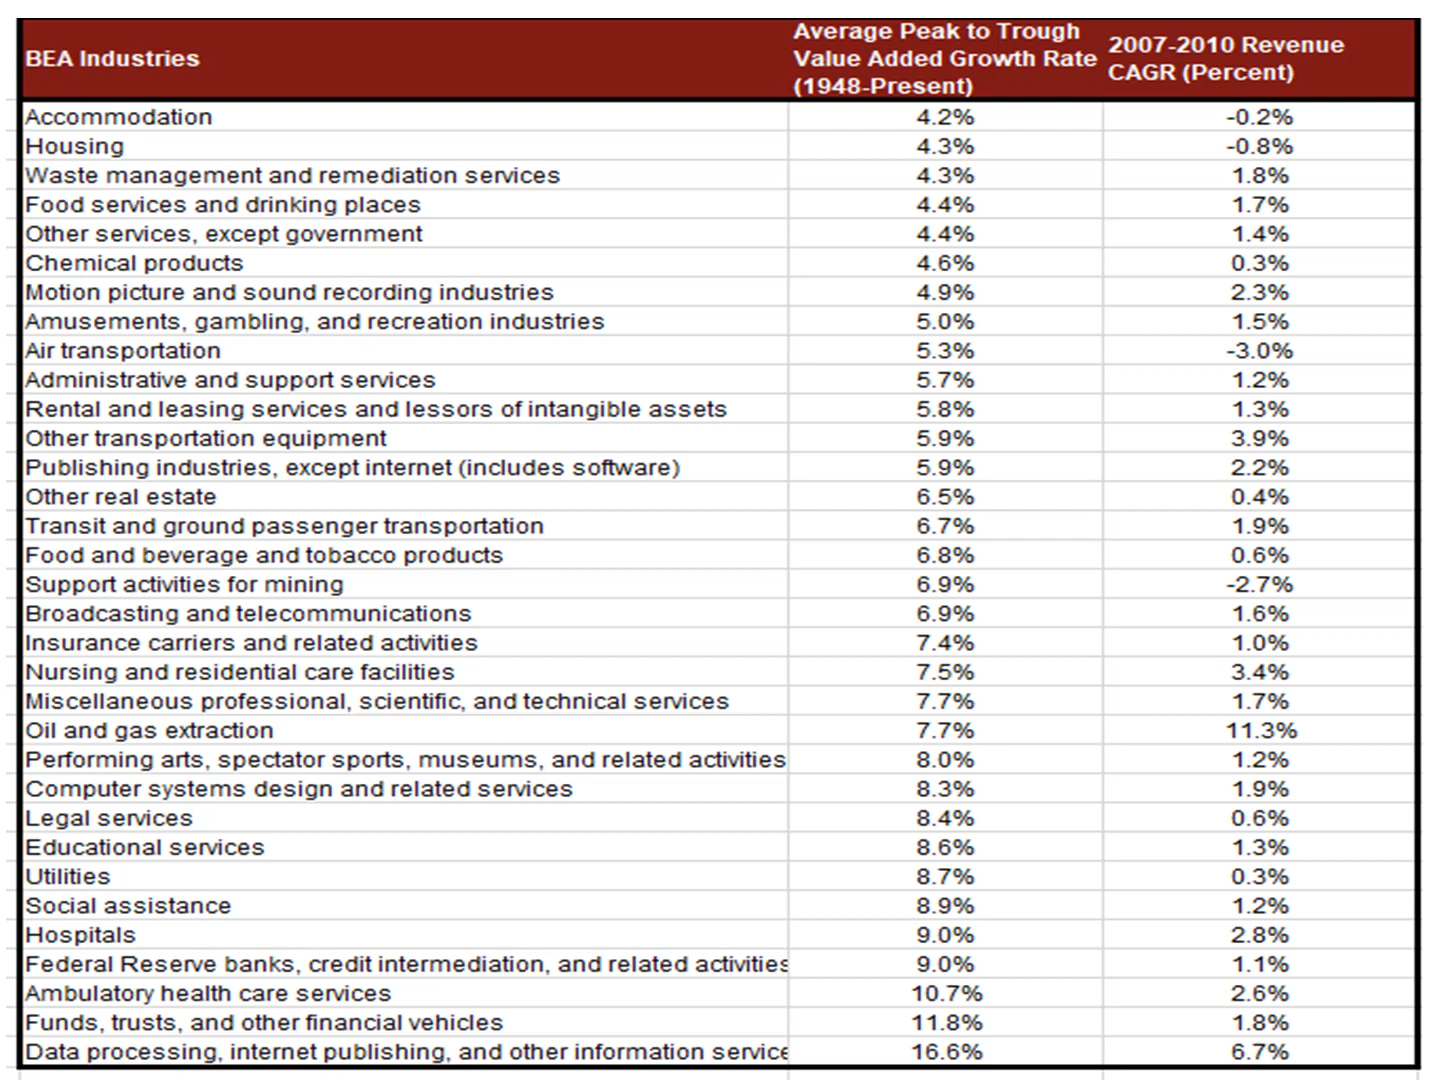 BEA Industries Average Peak to Trough Value Added Growth Rate (1948-Present) 2007-2010 Revenue CAGR (Percent)
Accommodation 4.2% -0.2%
Housing 4.3% -0.8%
Waste management and remediation services 4.3% 1.8%
Food services and drinking places 4.4% 1.7%
Other services, except government 4.4% 1.4%
Chemical products 4.6% 0.3%
Motion picture and sound recording industries 4.9% 2.3%
Amusements, gambling, and recreation industries 5.0% 1.5%
Air transportation 5.3% -3.0%
Administrative and support services 5.7% 1.2%
Rental and leasing services and lessors of intangible assets 5.8% 1.3%
Other transportation equipment 5.9% 3.9%
Publishing industries, except internet (includes software) 5.9% 2.2%
Other real estate 6.5% 0.4%
Transit and ground passenger transportation 6.7% 1.9%
Food and beverage and tobacco products 6.8% 0.6%
Support activities for mining 6.9% -2.7%
Broadcasting and telecommunications 6.9% 1.6%
Insurance carriers and related activities 7.4% 1.0%
Nursing and residential care facilities 7.5% 3.4%
Miscellaneous professional, scientific, and technical services 7.7% 1.7%
Oil and gas extraction 7.7% 11.3%
Performing arts, spectator sports, museums, and related activities 8.0% 1.2%
Computer systems design and related services 8.3% 1.9%
Legal services 8.4% 0.6%
Educational services 8.6% 1.3%
Utilities 8.7% 0.3%
Social assistance 8.9% 1.2%
Hospitals 9.0% 2.8%
Federal Reserve banks, credit intermediation, and related activities 9.0% 1.1%
Ambulatory health care services 10.7% 2.6%
Funds, trusts, and other financial vehicles 11.8% 1.8%
Data processing, internet publishing, and other information service 16.6% 6.7%